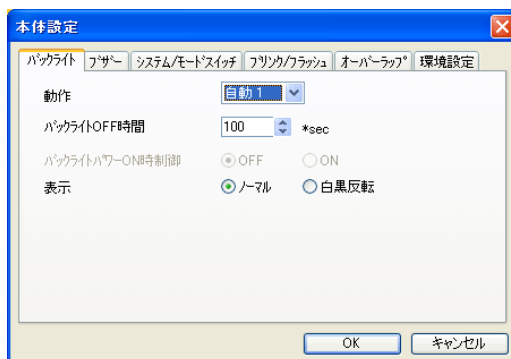 本体設定
バックライト ブザー システム/モードスイッチ ブリンク/フラッシュ オーバーラップ 環境設定
動作 自動1
バックライトOFF時間 100 *sec
バックライトパワーON時制御 OFF ON
表示 ノーマル 白黒反転
OK キャンセル